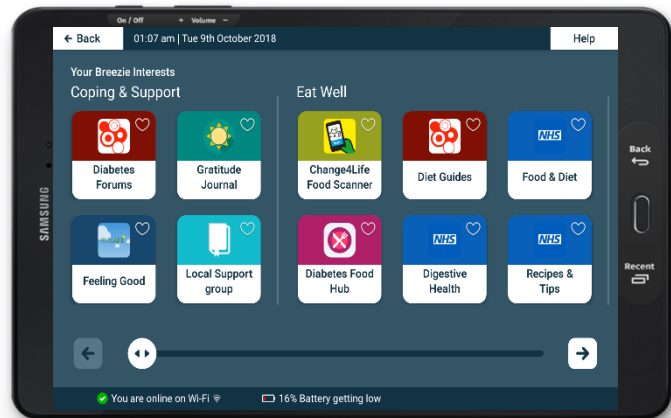 On / Off + Volume −
← Back 01:07 am | Tue 9th October 2018 Help
Your Breezie Interests
Coping & Support Eat Well
NHS
Diabetes Forums
Gratitude Journal
Change4Life Food Scanner
Diet Guides
Food & Diet
NHS NHS
Feeling Good
Local Support group
Diabetes Food Hub
Digestive Health
Recipes & Tips
You are online on Wi-Fi 16% Battery getting low
SAMSUNG
Back
Recent